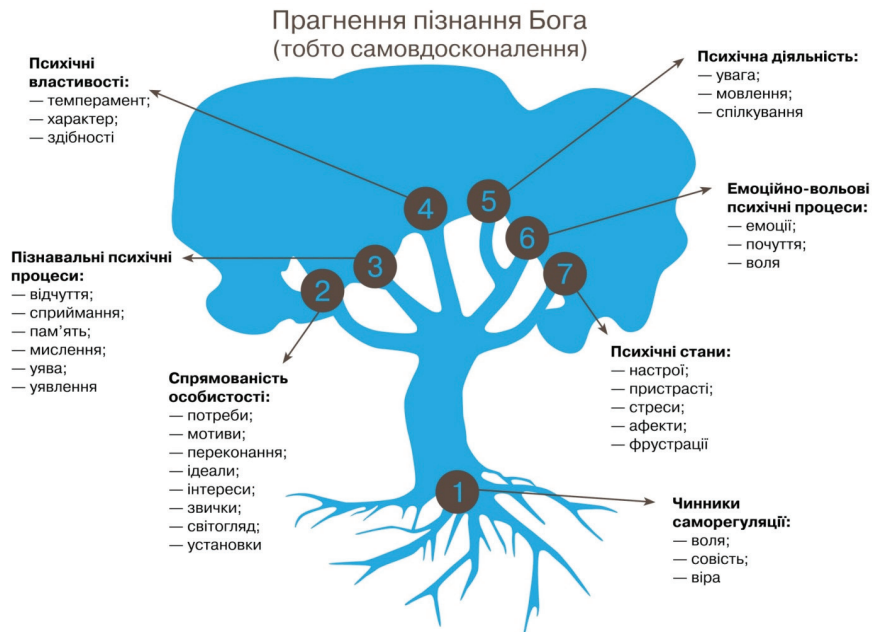 Прагнення пізнання Бога
(тобто самовдосконалення)
Психічні
властивості:
— темперамент;
— характер;
— здібності
Психічна діяльність:
— увага;
— мовлення;
— спілкування
Емоційно-вольові
психічні процеси:
— емоції;
— почуття;
— воля
Пізнавальні психічні
процеси:
— відчуття;
— сприймання;
— пам’ять;
— мислення;
— уява;
— уявлення
Спрямованість
особистості:
— потреби;
— мотиви;
— переконання;
— ідеали;
— інтереси;
— звички;
— світогляд;
— установки
Психічні стани:
— настрої;
— пристрасті;
— стреси;
— афекти;
— фрустрації
Чинники
саморегуляції:
— воля;
— совість;
— віра
4
5
6
3
7
2
1